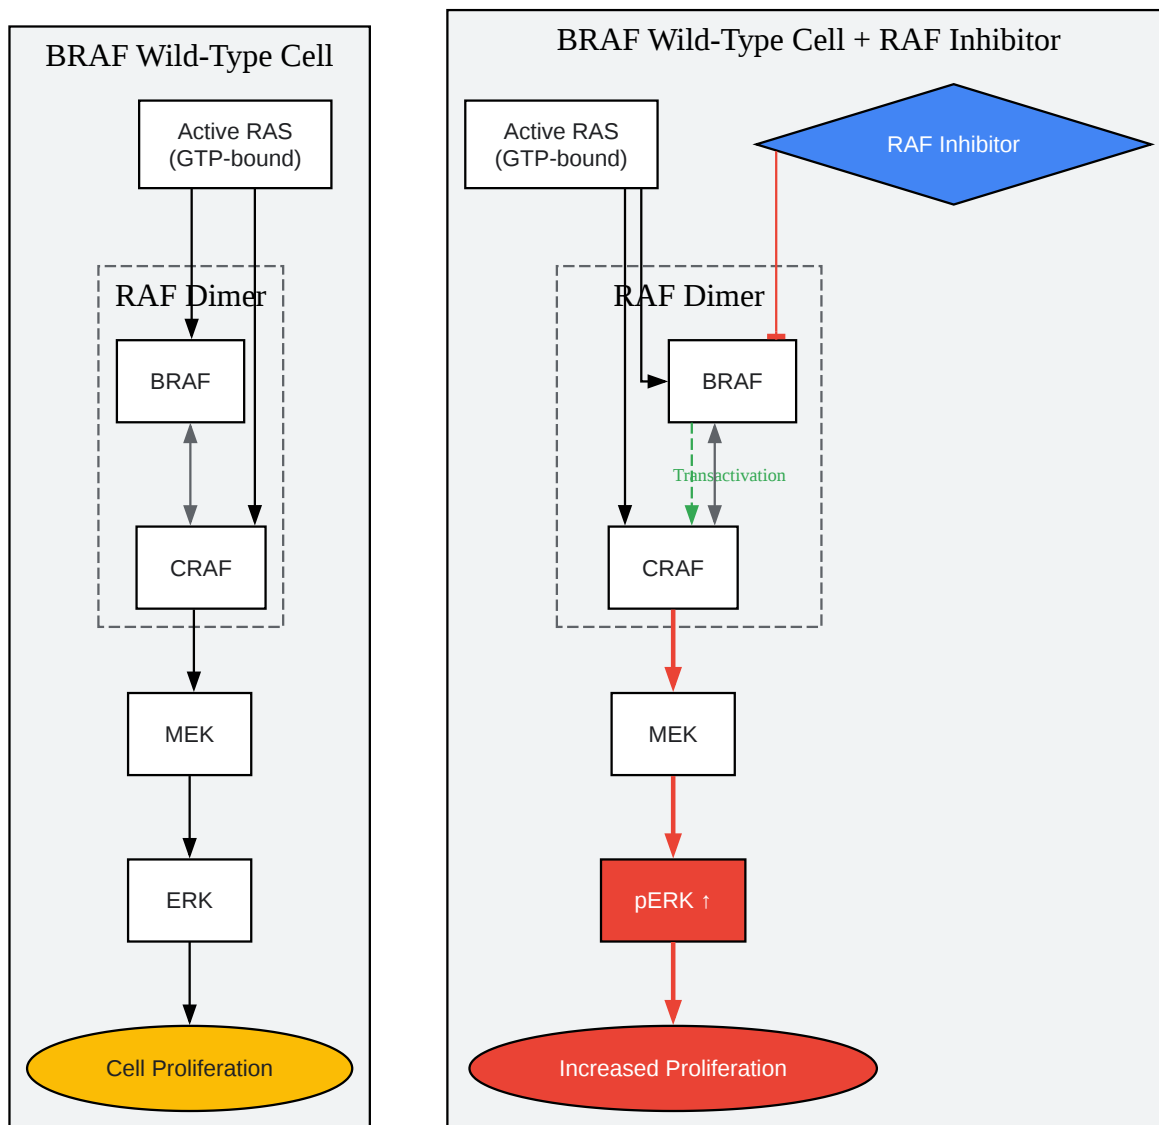 BRAF Wild-Type Cell
Active RAS
(GTP-bound)
RAF Dimer
BRAF
CRAF
MEK
ERK
Cell Proliferation
BRAF Wild-Type Cell + RAF Inhibitor
Active RAS
(GTP-bound)
RAF Inhibitor
RAF Dimer
BRAF
Transactivation
CRAF
MEK
pERK ↑
Increased Proliferation